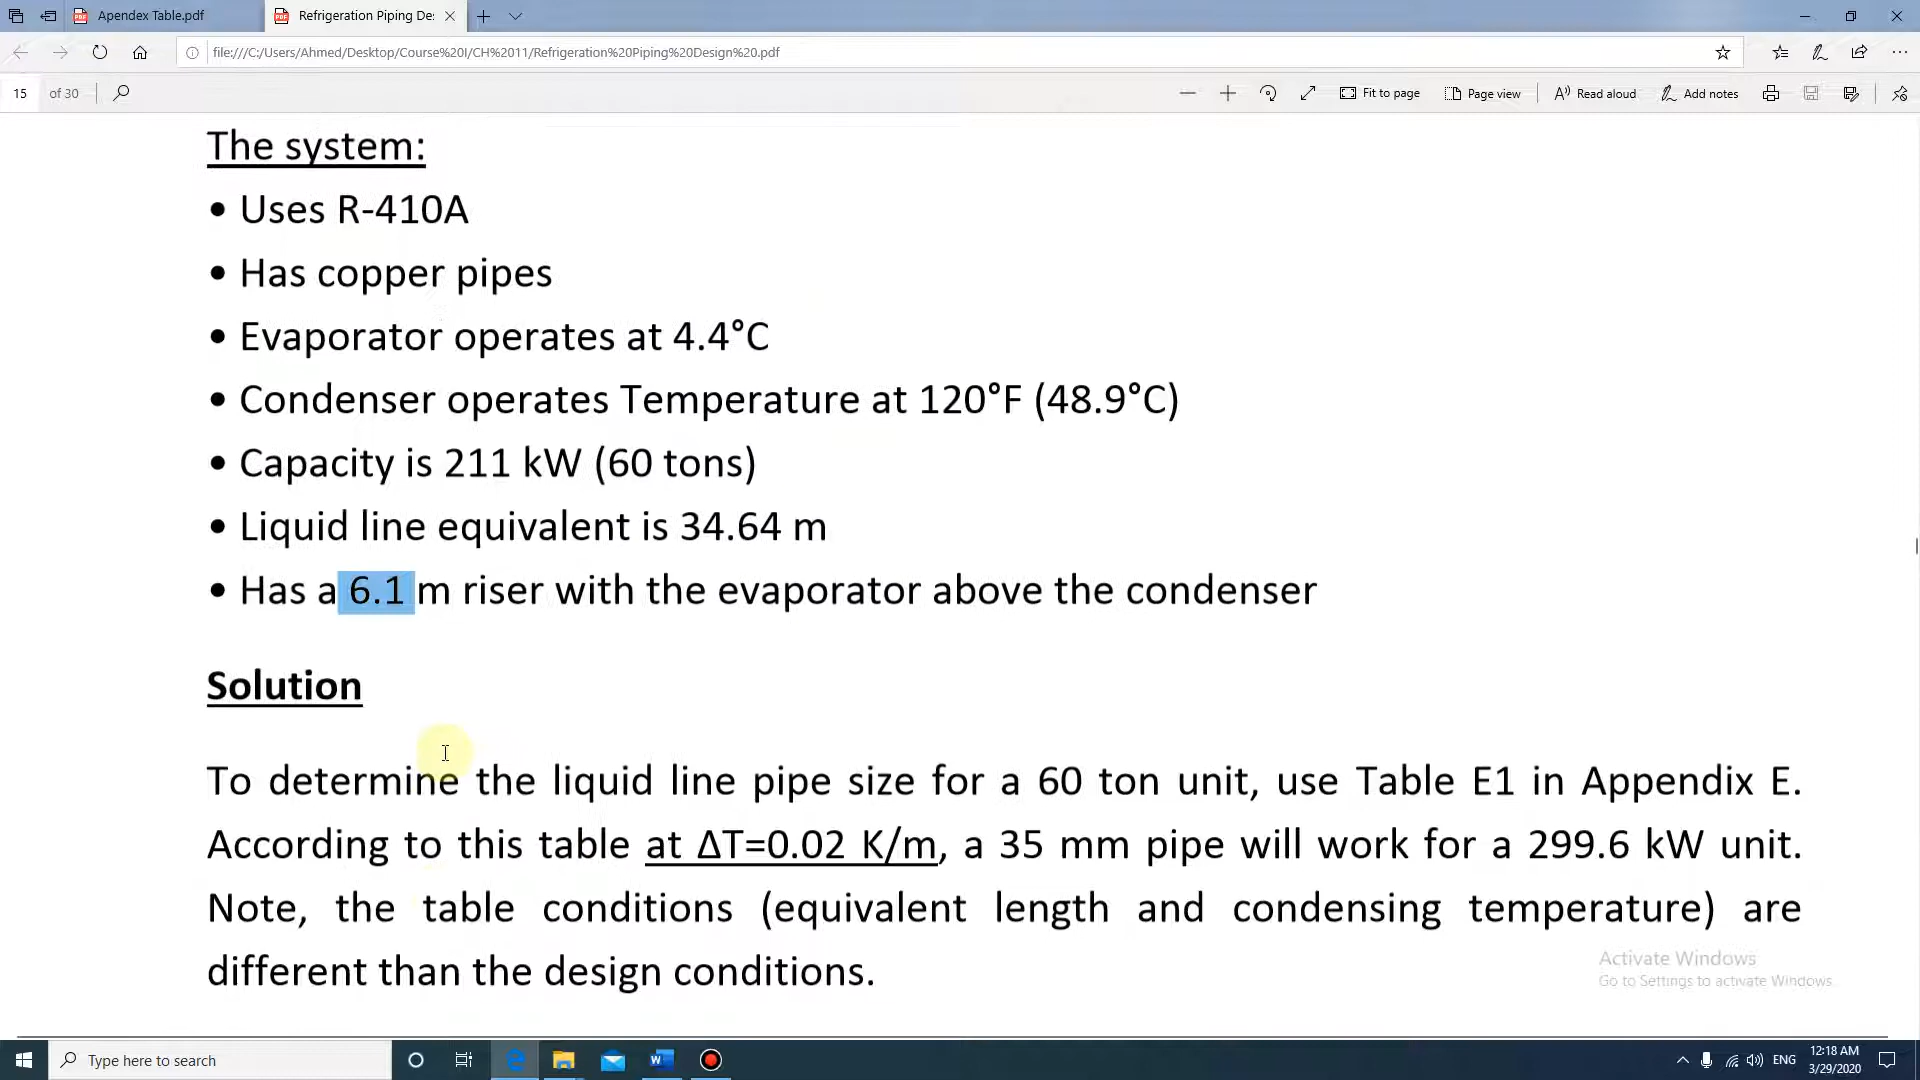 Apendex Table.pdf
Refrigeration Piping De:
file:///C:/Users/Ahmed/Desktop/Course%20I/CH%2011/Refrigeration%20Piping%20Design%20.pdf
15 of 30
Fit to page
Page view
Read aloud
Add notes
The system:
• Uses R-410A
• Has copper pipes
• Evaporator operates at 4.4°C
• Condenser operates Temperature at 120°F (48.9°C)
• Capacity is 211 kW (60 tons)
• Liquid line equivalent is 34.64 m
• Has a 6.1 m riser with the evaporator above the condenser
Solution
To determine the liquid line pipe size for a 60 ton unit, use Table E1 in Appendix E.
According to this table at ΔT=0.02 K/m, a 35 mm pipe will work for a 299.6 kW unit.
Note, the table conditions (equivalent length and condensing temperature) are
different than the design conditions.
Activate Windows
Go to Settings to activate Windows.
Type here to search
ENG
12:18 AM
3/29/2020